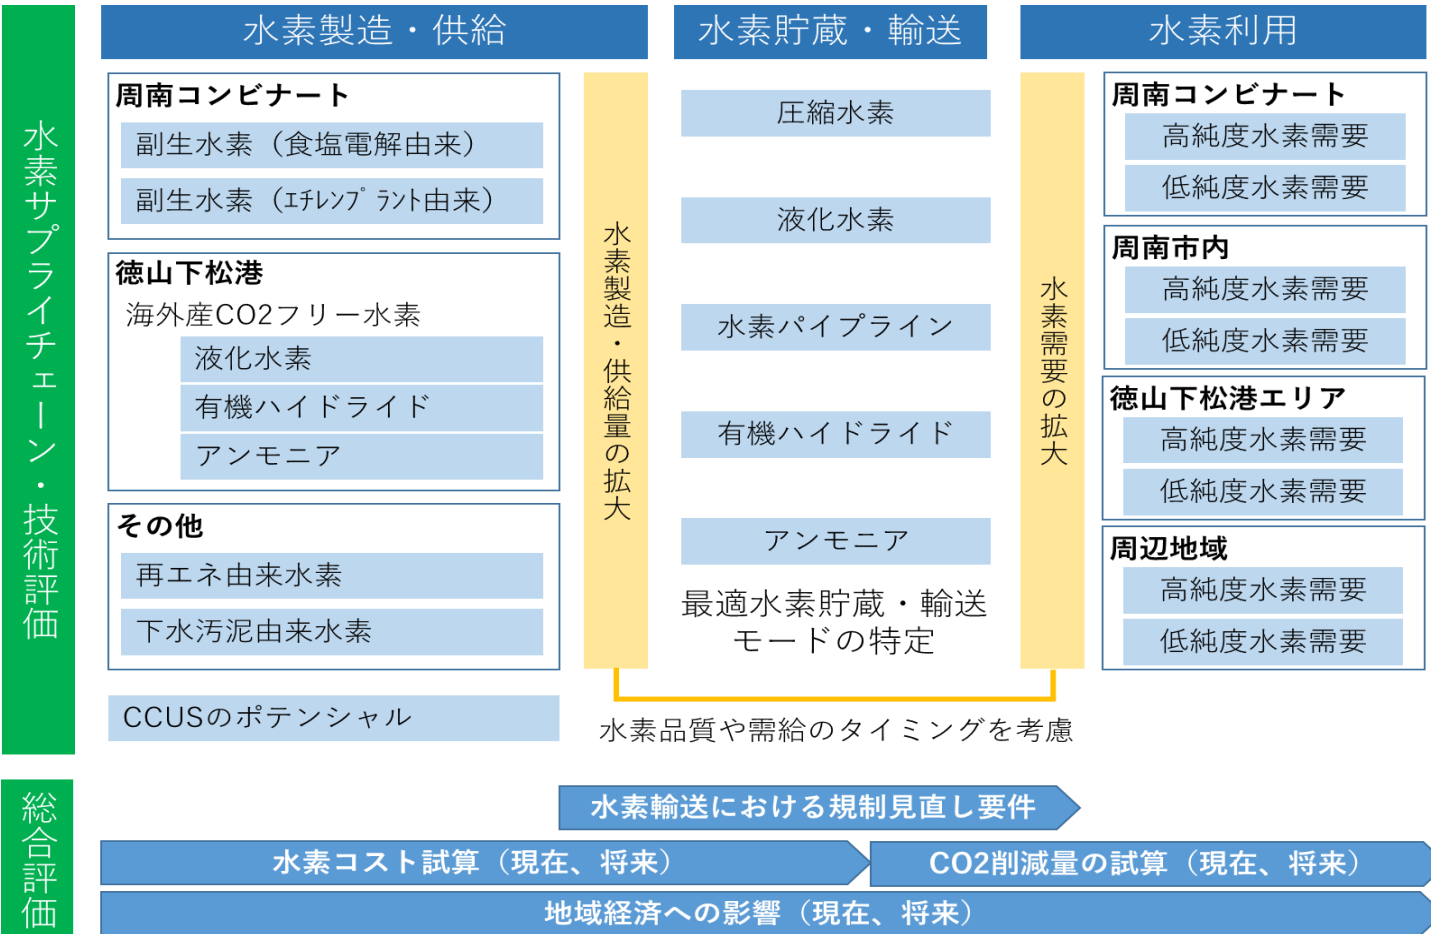 水素製造・供給
水素貯蔵・輸送
水素利用
水素サプライチェーン・技術評価
周南コンビナート
副生水素（食塩電解由来）
副生水素（ｴﾁﾚﾝﾌﾟﾗﾝﾄ由来）
徳山下松港
海外産CO2フリー水素
液化水素
有機ハイドライド
アンモニア
その他
再エネ由来水素
下水汚泥由来水素
CCUSのポテンシャル
水素製造・供給量の拡大
圧縮水素
液化水素
水素パイプライン
有機ハイドライド
アンモニア
最適水素貯蔵・輸送
モードの特定
水素需要の拡大
周南コンビナート
高純度水素需要
低純度水素需要
周南市内
高純度水素需要
低純度水素需要
徳山下松港エリア
高純度水素需要
低純度水素需要
周辺地域
高純度水素需要
低純度水素需要
水素品質や需給のタイミングを考慮
総合評価
水素輸送における規制見直し要件
水素コスト試算（現在、将来）
CO2削減量の試算（現在、将来）
地域経済への影響（現在、将来）